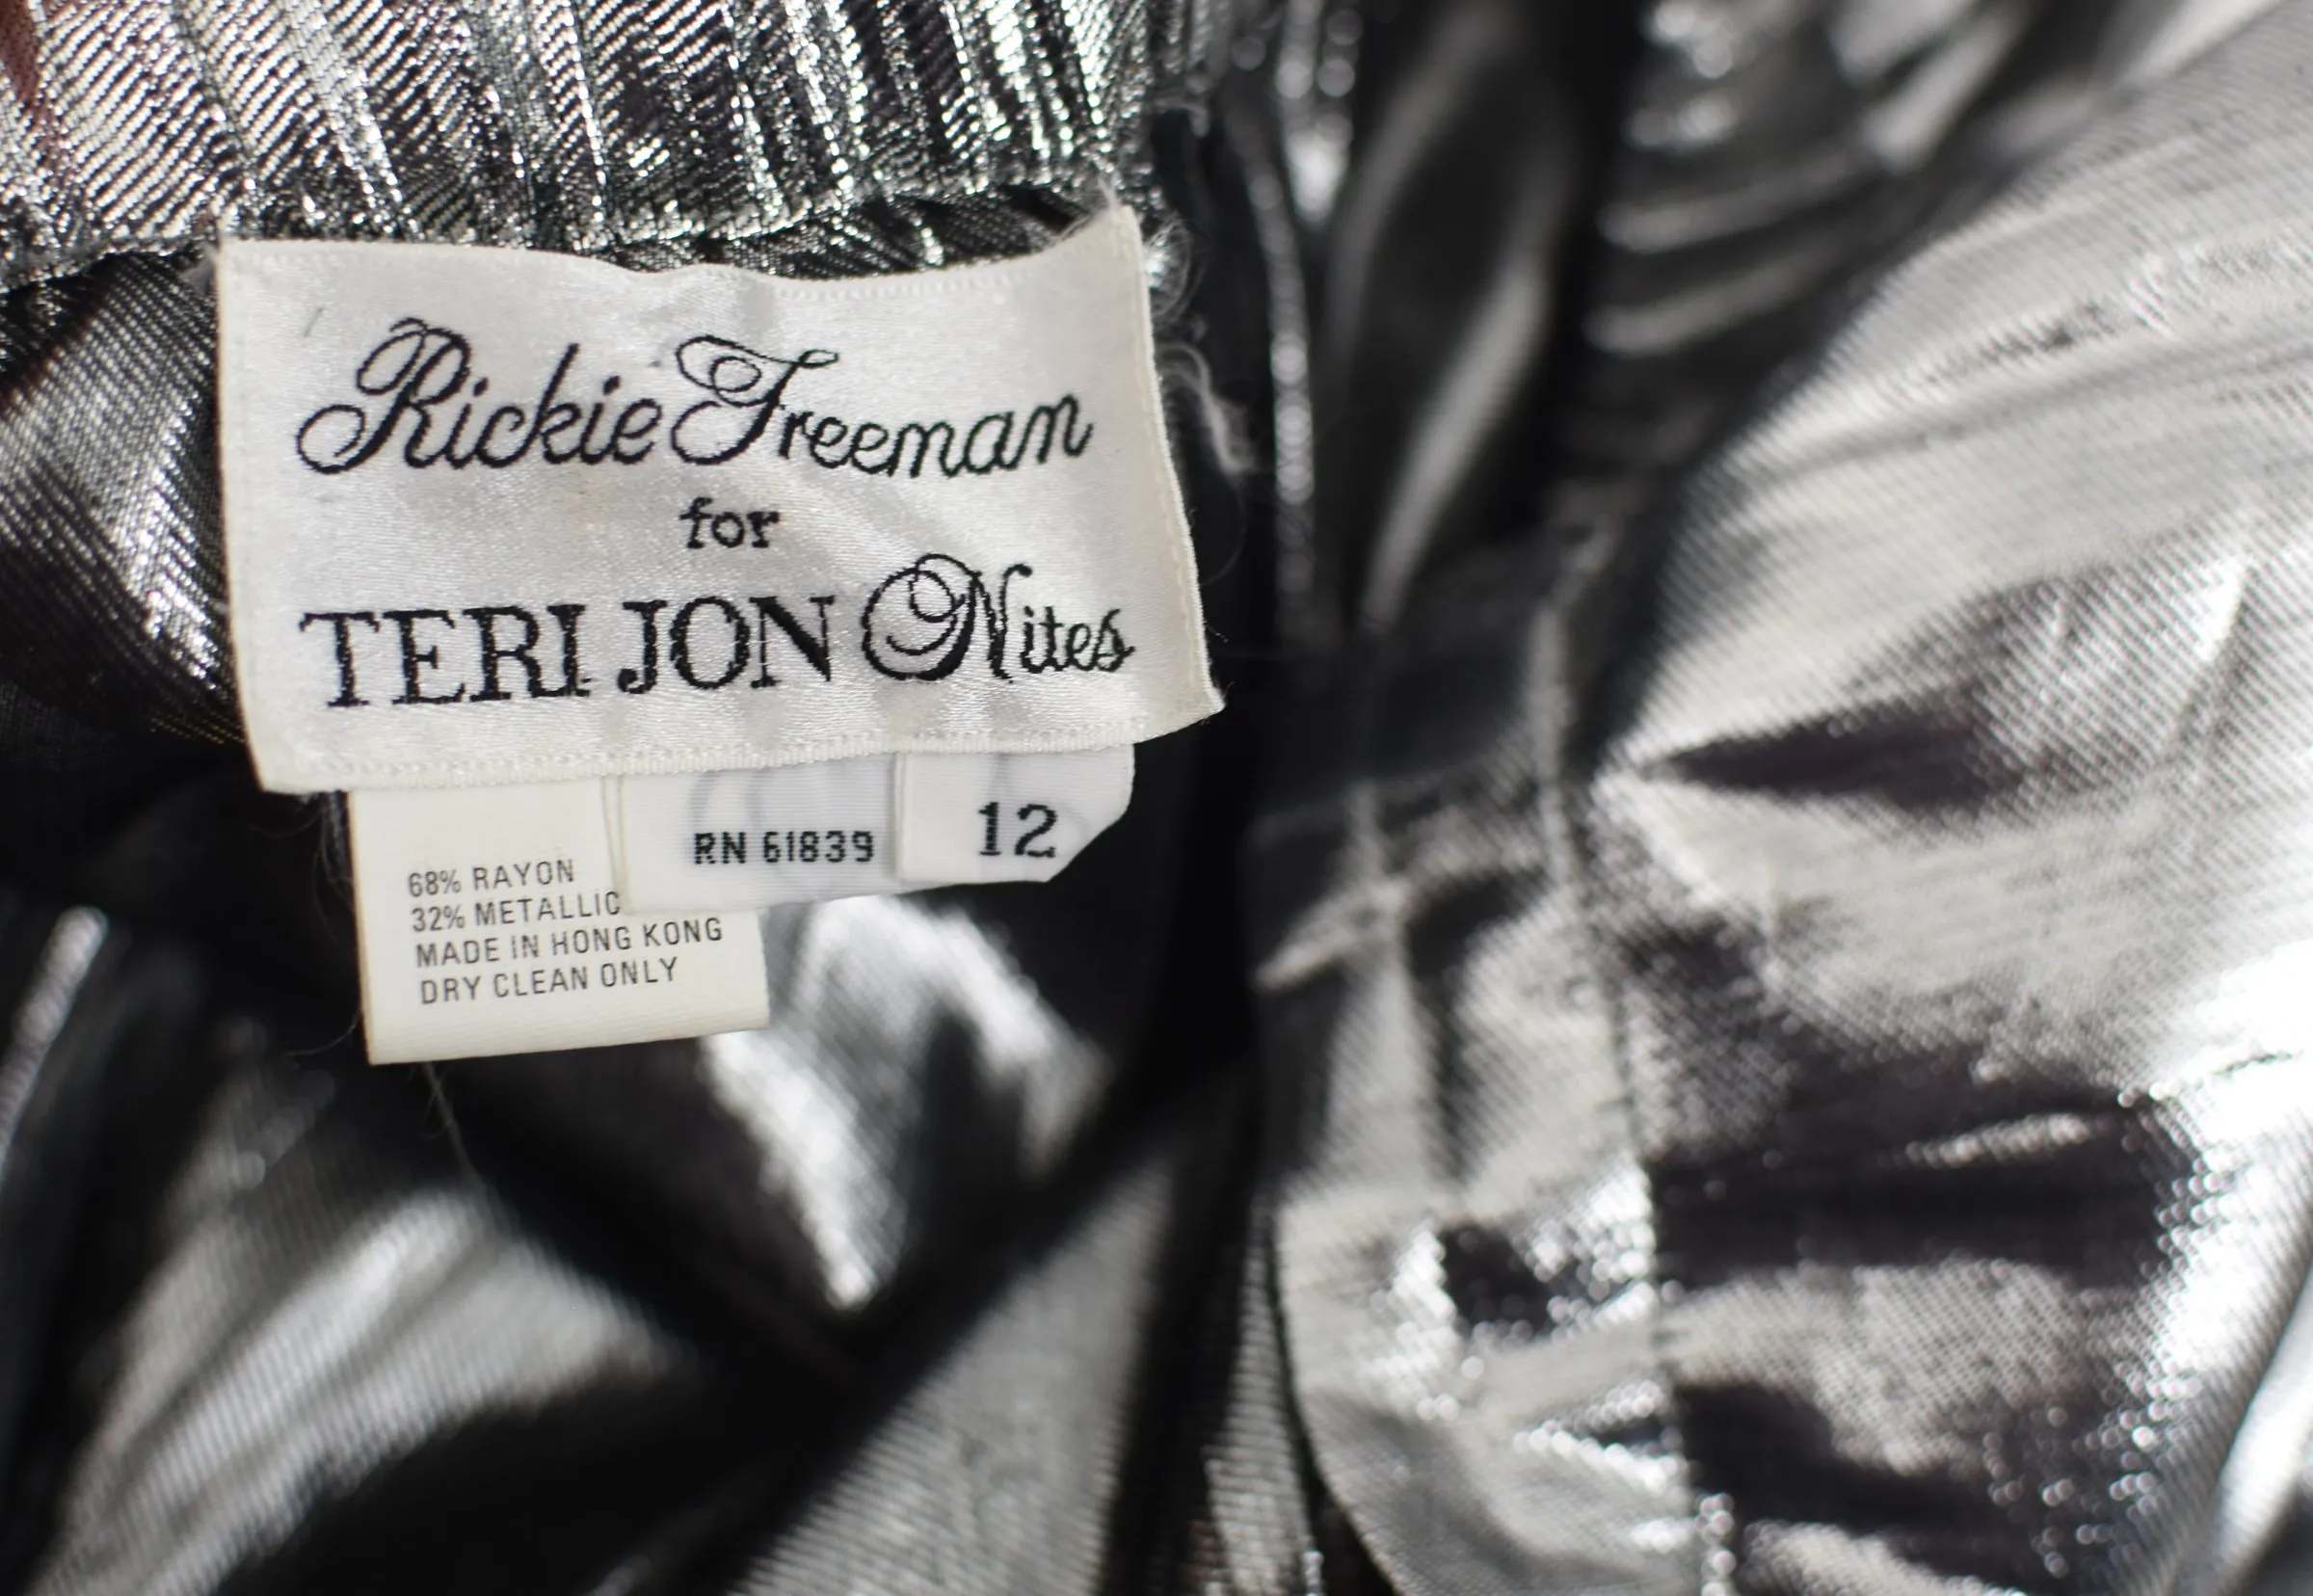 Rickie Freeman
for
TERI JON Nites
RN 61839
12
68% RAYON
32% METALLIC
MADE IN HONG KONG
DRY CLEAN ONLY